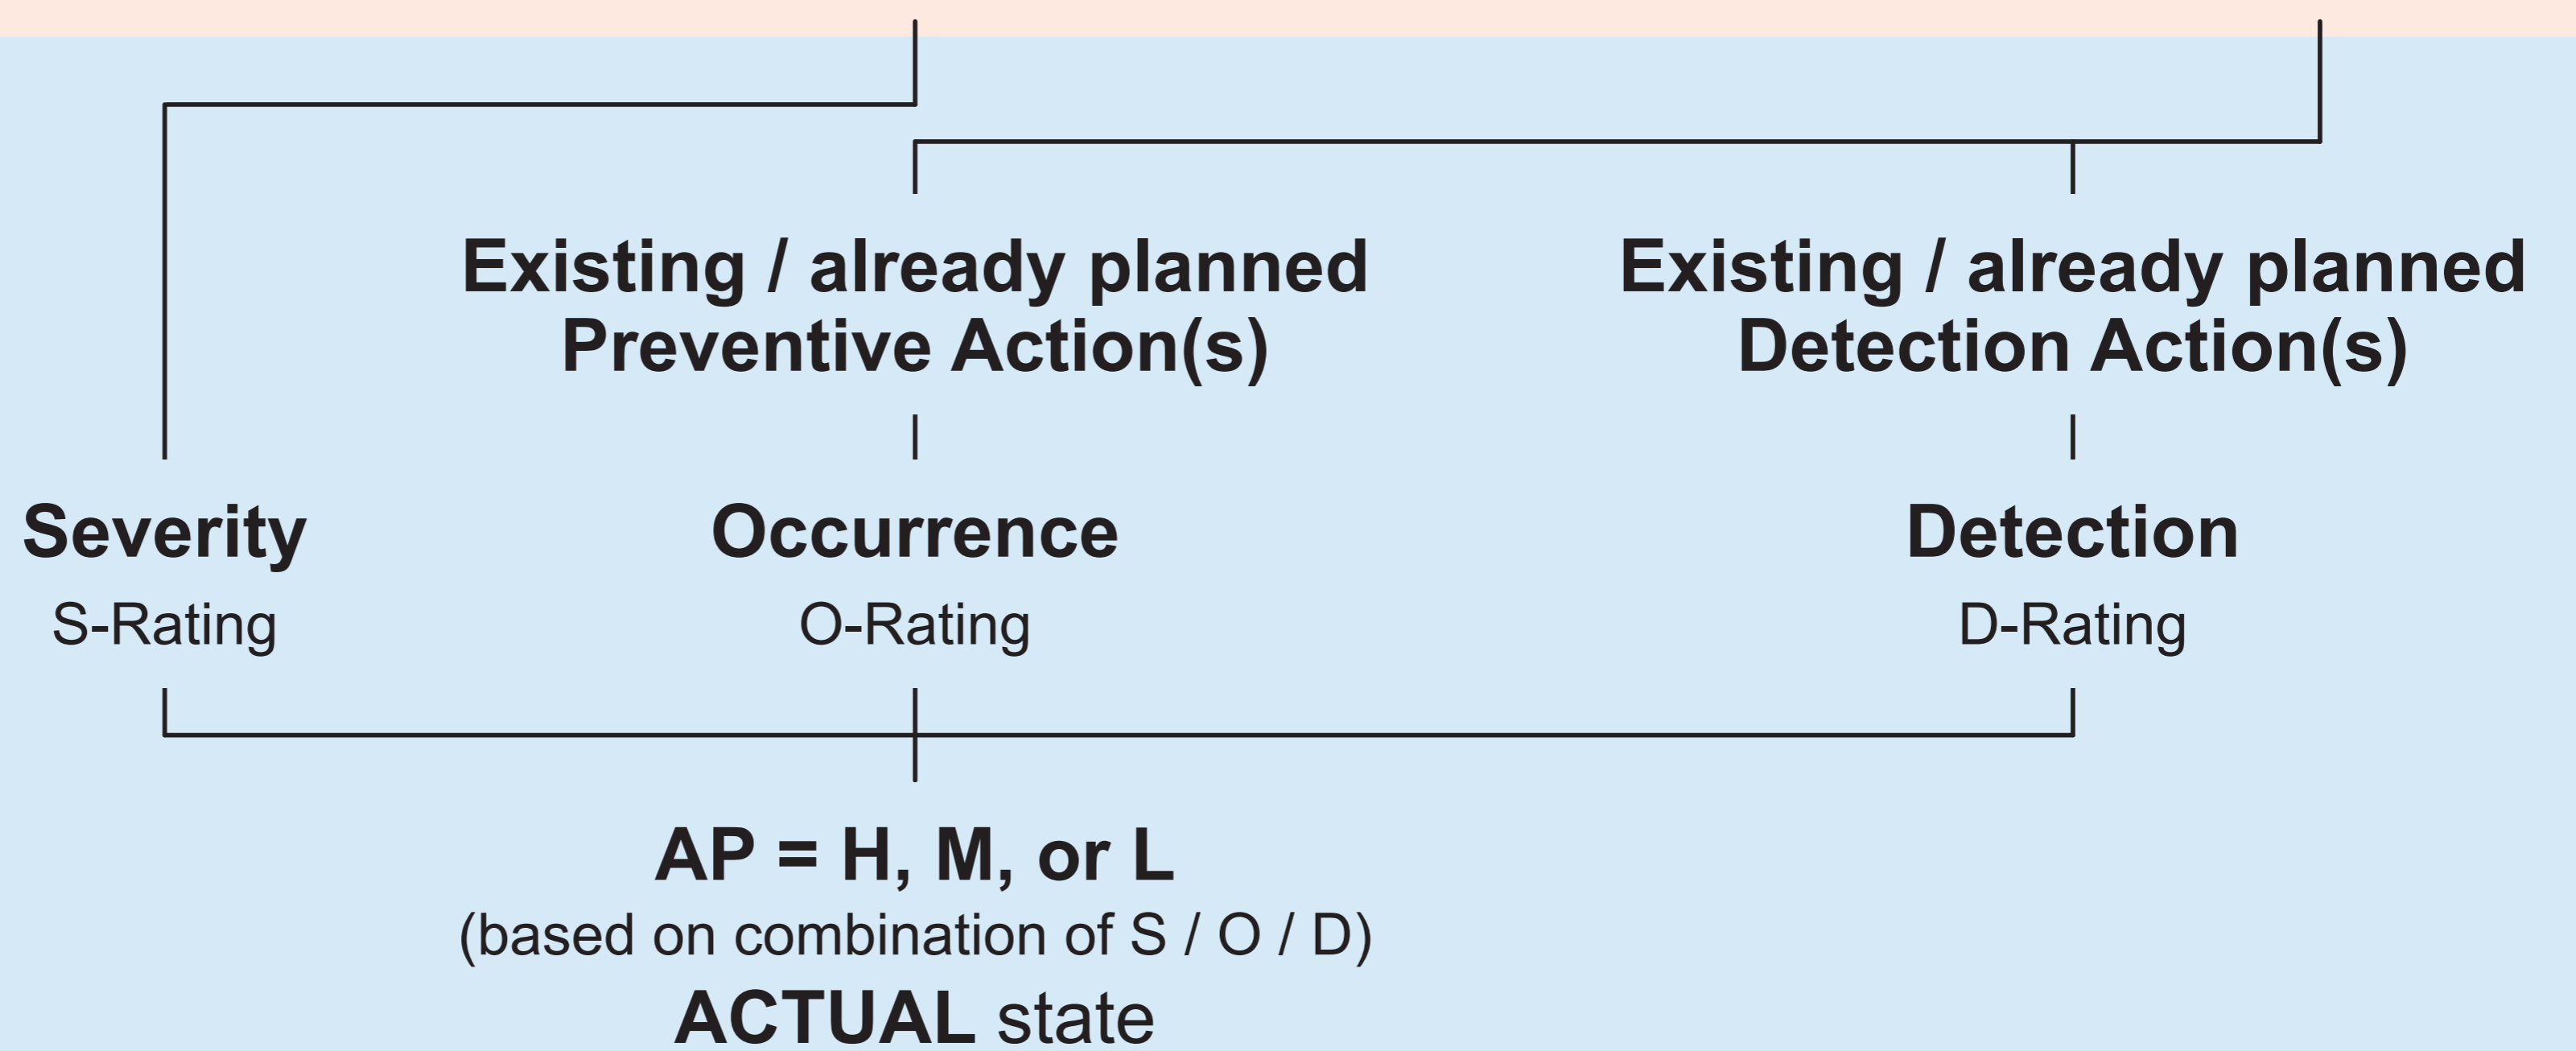 Existing / already planned
Preventive Action(s)
Existing / already planned
Detection Action(s)
Severity
S-Rating
Occurrence
O-Rating
Detection
D-Rating
AP = H, M, or L
(based on combination of S / O / D)
ACTUAL state